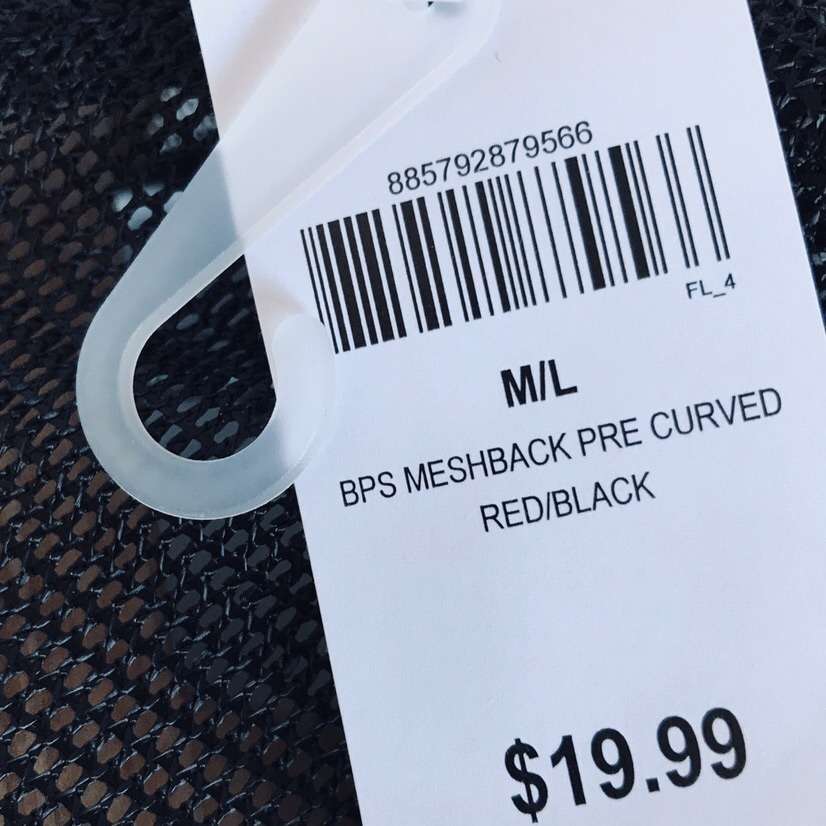 885792879566
FL_4
M/L
BPS MESHBACK PRE CURVED
RED/BLACK
$19.99